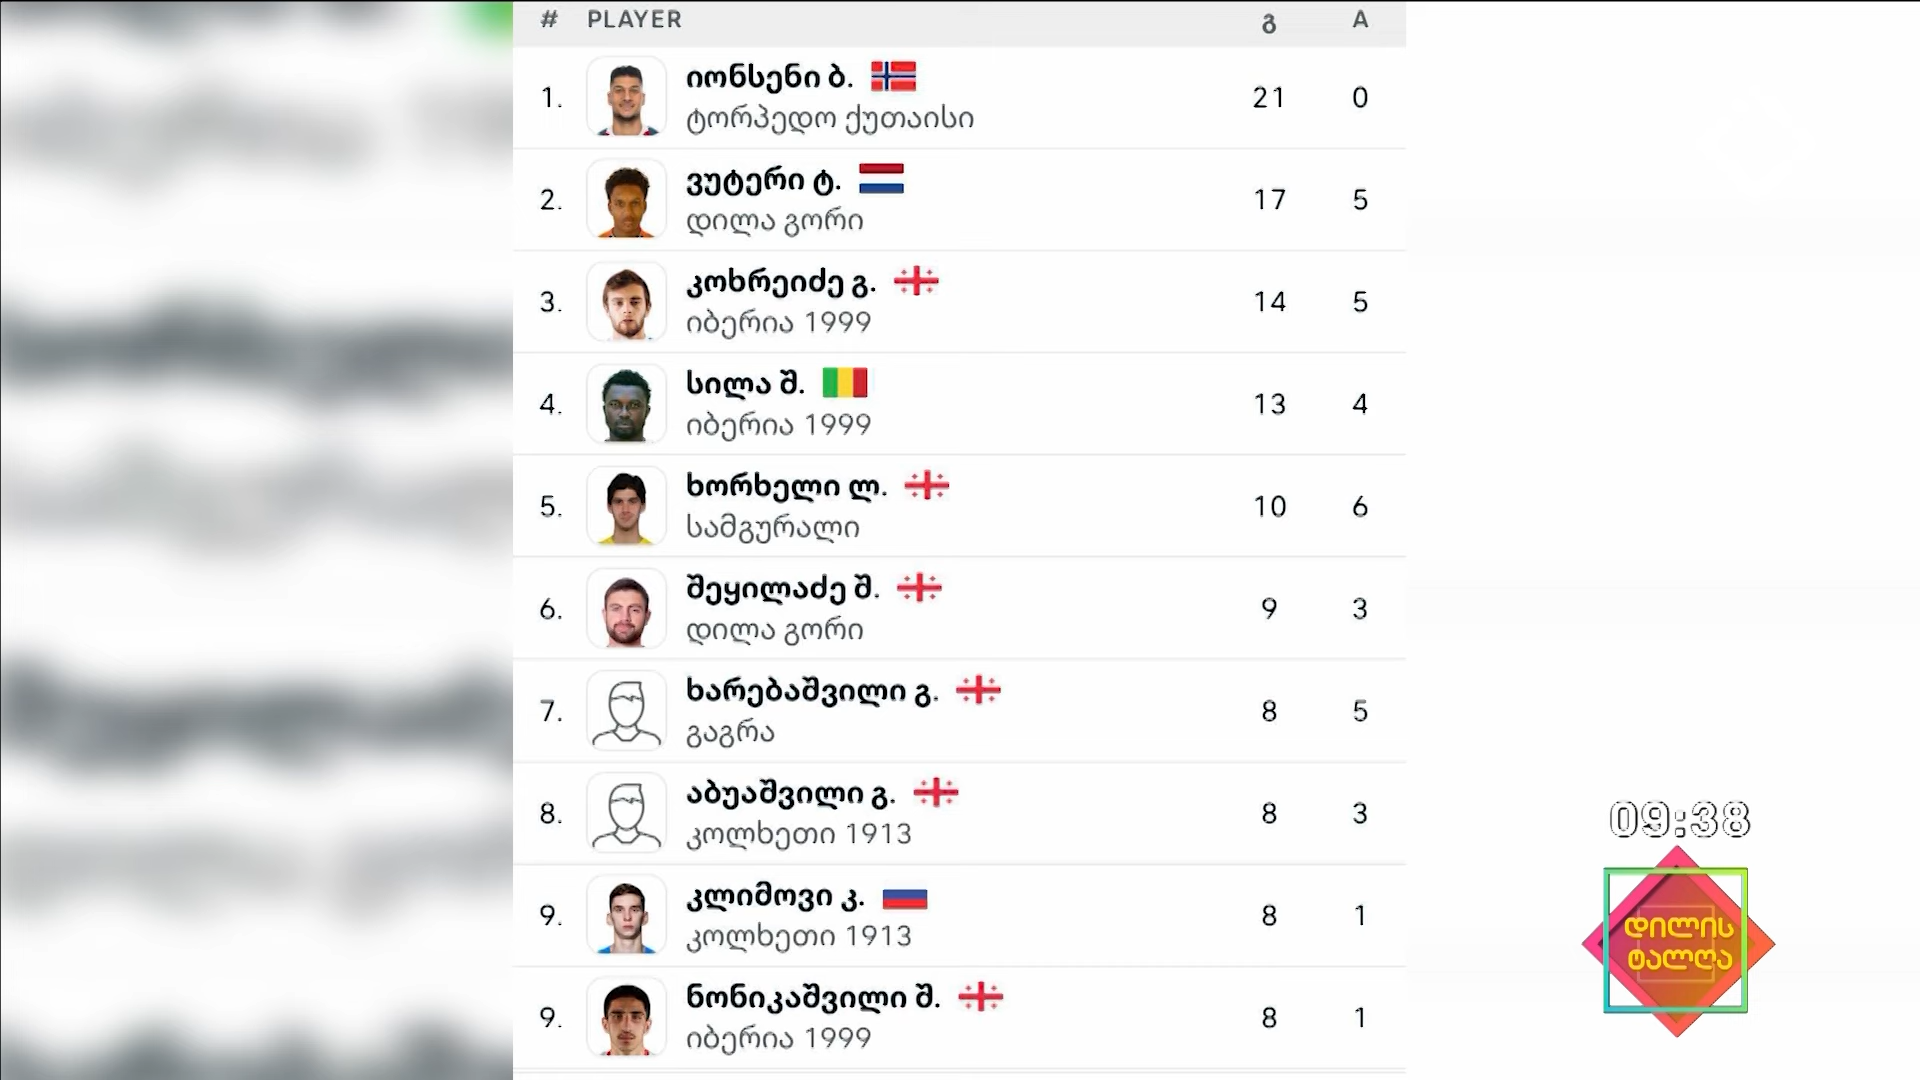 # PLAYER გ A
1. იონსენი ბ. 21 0
ტორპედო ქუთაისი
2. ვუტერი ტ. 17 5
დილა გორი
3. კოხრეიძე გ. 14 5
იბერია 1999
4. სილა შ. 13 4
იბერია 1999
5. ხორხელი ლ. 10 6
სამგურალი
6. შეყილაძე შ. 9 3
დილა გორი
7. ხარებაშვილი გ. 8 5
გაგრა
8. აბუაშვილი გ. 8 3
კოლხეთი 1913
9. კლიმოვი კ. 8 1
კოლხეთი 1913
9. ნონიკაშვილი შ. 8 1
იბერია 1999
09:38
დილის
ტალღა